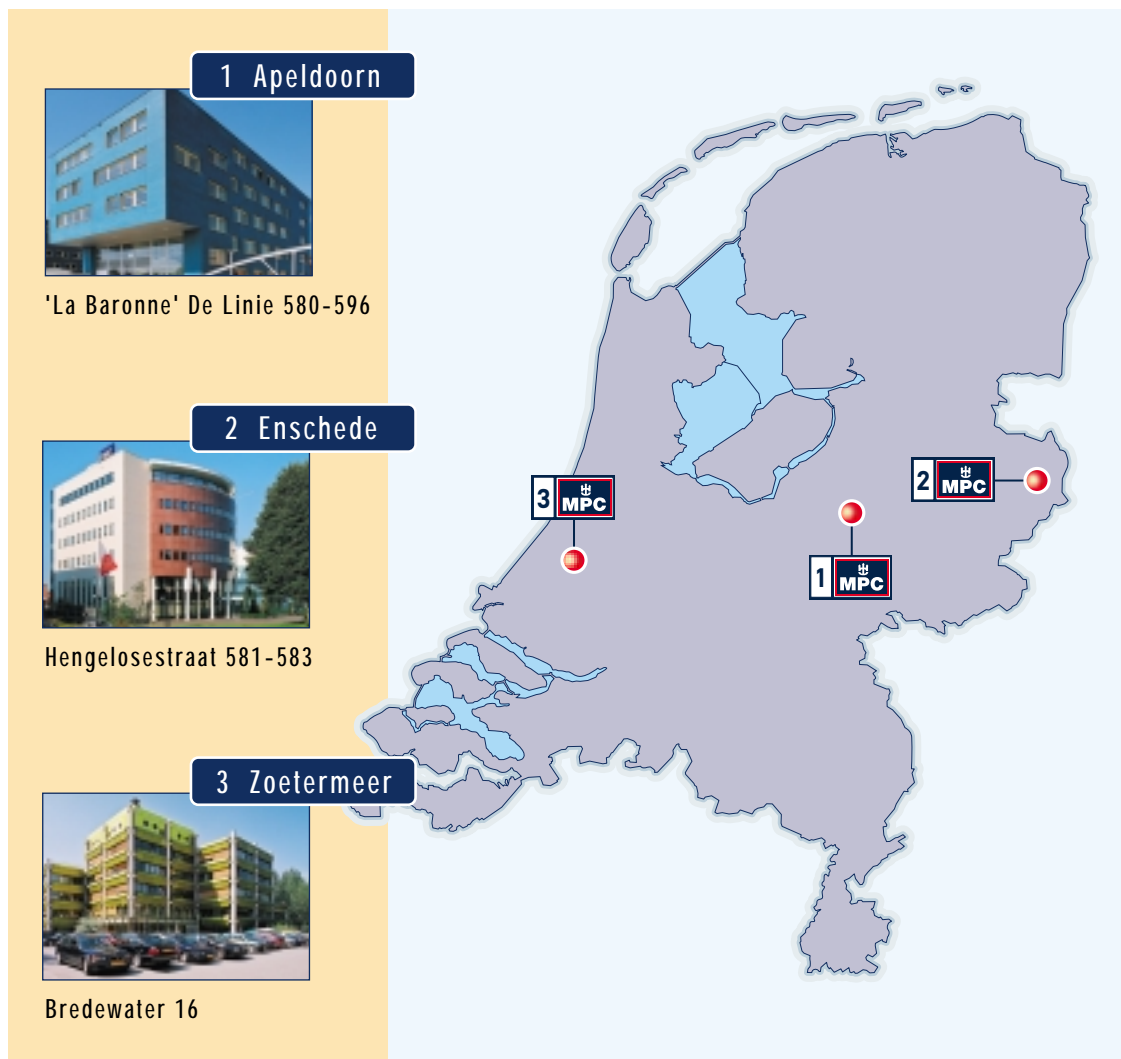 1 Apeldoorn
'La Baronne' De Linie 580-596
2 Enschede
Hengelosestraat 581-583
3 Zoetermeer
Bredewater 16
3 MPC
2 MPC
1 MPC